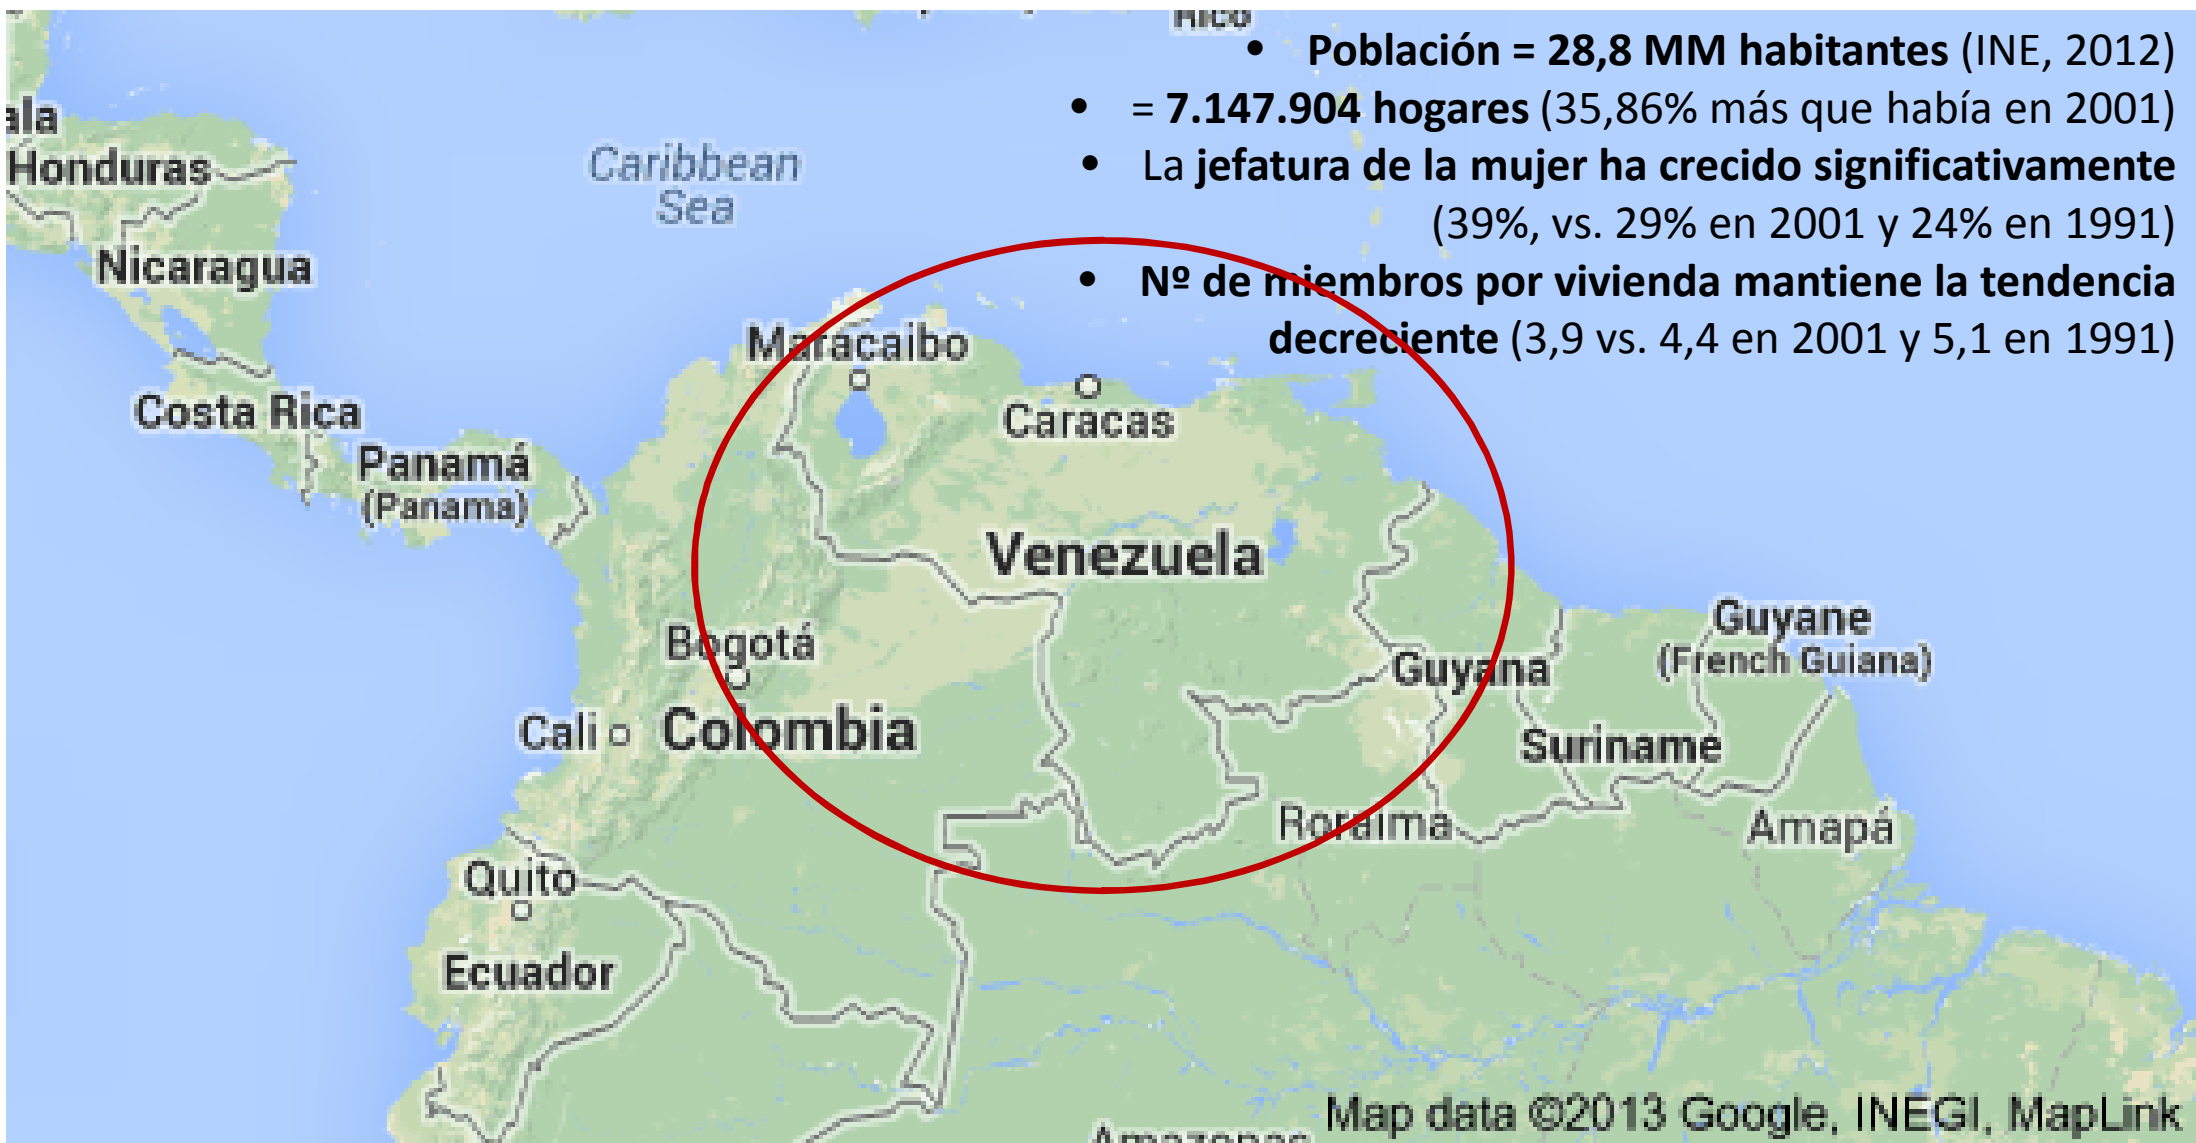 Rico
• Población = 28,8 MM habitantes (INE, 2012)
• = 7.147.904 hogares (35,86% más que había en 2001)
• La jefatura de la mujer ha crecido significativamente
(39%, vs. 29% en 2001 y 24% en 1991)
• Nº de miembros por vivienda mantiene la tendencia
decreciente (3,9 vs. 4,4 en 2001 y 5,1 en 1991)
ala
Honduras
Caribbean
Sea
Nicaragua
Maracaibo
Costa Rica
Caracas
Panamá
(Panama)
Venezuela
Guyane
(French Guiana)
Bogotá
Guyana
Cali
Colombia
Suriname
Roraima
Amapá
Quito
Ecuador
Map data ©2013 Google, INEGI, MapLink
Amazonas